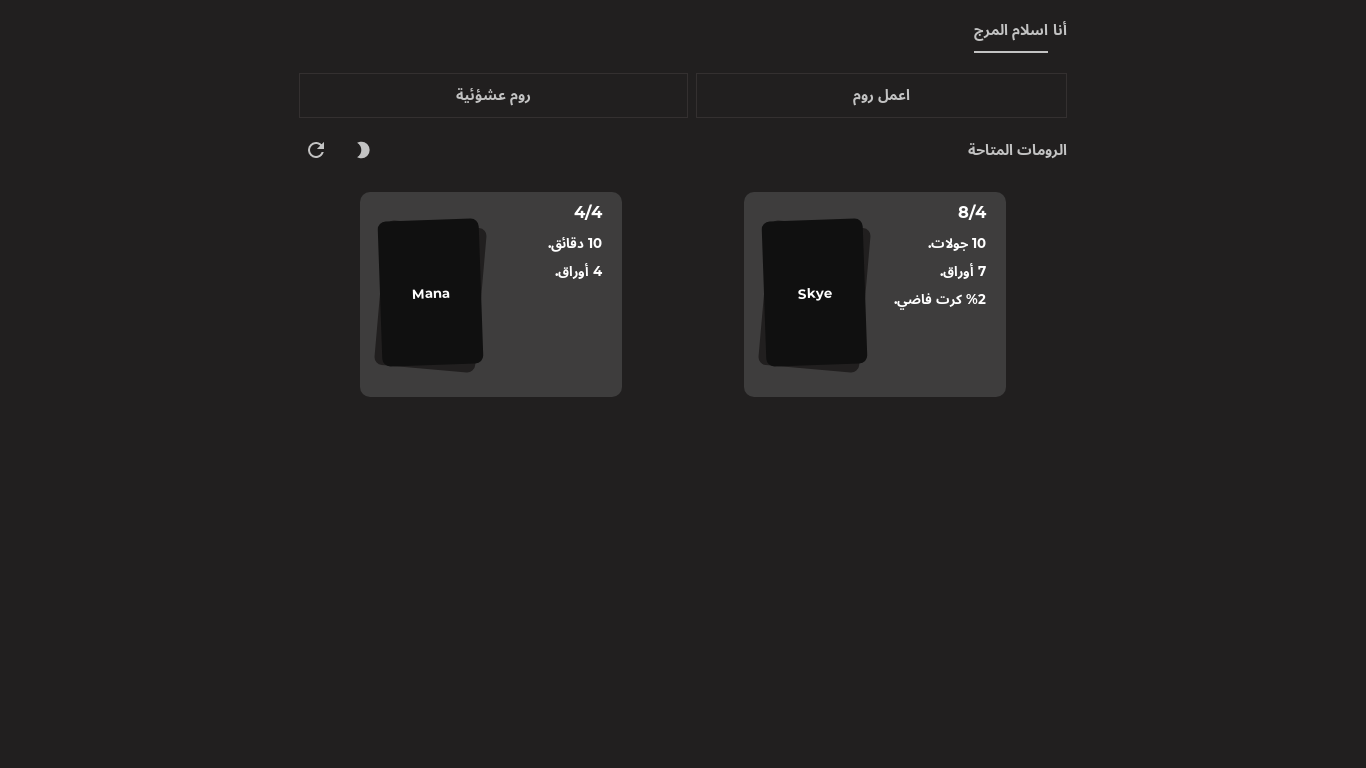 أنا اسلام المرج
اعمل روم
روم عشؤئية
الرومات المتاحة
8/4
10 جولات.
7 أوراق.
2% كرت فاضي.
Skye
4/4
10 دقائق.
4 أوراق.
Mana